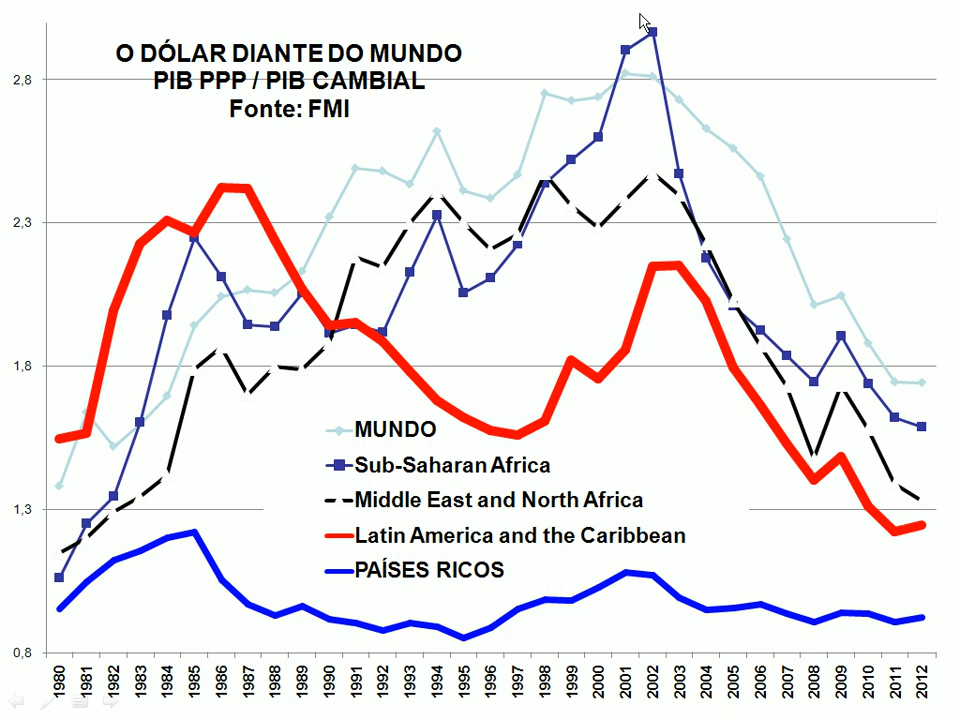 O DÓLAR DIANTE DO MUNDO
PIB PPP / PIB CAMBIAL
Fonte: FMI
2,8
2,3
1,8
1,3
0,8
MUNDO
Sub-Saharan Africa
Middle East and North Africa
Latin America and the Caribbean
PAÍSES RICOS
1980 1981 1982 1983 1984 1985 1986 1987 1988 1989 1990 1991 1992 1993 1994 1995 1996 1997 1998 1999 2000 2001 2002 2003 2004 2005 2006 2007 2008 2009 2010 2011 2012